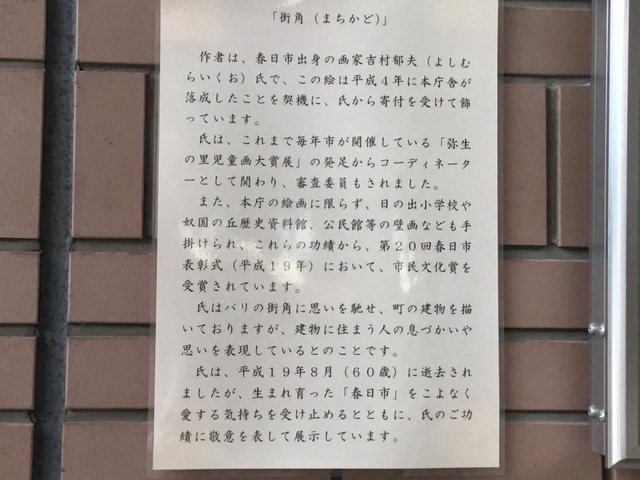 「街角（まちかど）」
作者は、春日市出身の画家吉村郁夫（よしむ
らいくお）氏で、この絵は平成４年に本庁舎が
落成したことを契機に、氏から寄付を受けて飾
っています。
氏は、これまで毎年市が開催している「弥生
の里児童画大賞展」の発足からコーディネータ
ーとして関わり、審査委員もされました。
また、本庁の絵画に限らず、日の出小学校や
奴国の丘歴史資料館、公民館等の壁画なども手
掛けられ、これらの功績から、第２０回春日市
表彰式（平成１９年）において、市民文化賞を
受賞されています。
氏はパリの街角に思いを馳せ、町の建物を描
いておりますが、建物に住まう人の息づかいや
思いを表現しているとのことです。
氏は、平成１９年８月（６０歳）に逝去され
ましたが、生まれ育った「春日市」をこよなく
愛する気持ちを受け止めるとともに、氏のご功
績に敬意を表して展示しています。